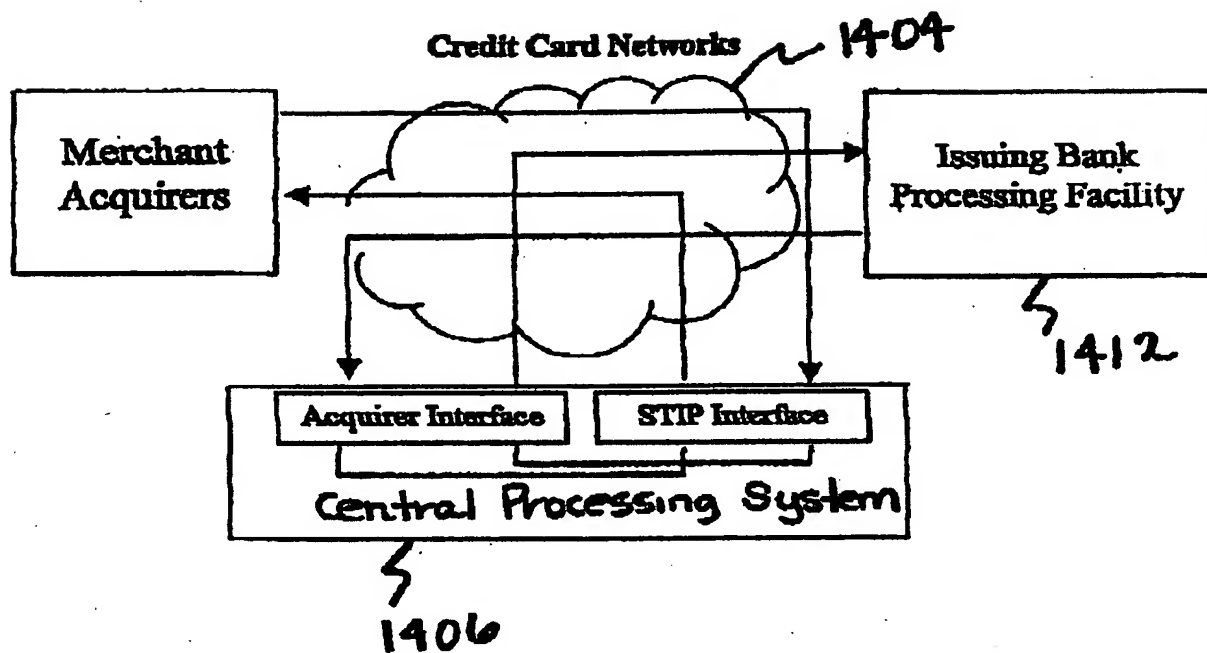 Credit Card Networks
1404
Merchant
Acquirers
Issuing Bank
Processing Facility
1412
Acquirer Interface
STIP Interface
Central Processing System
1406